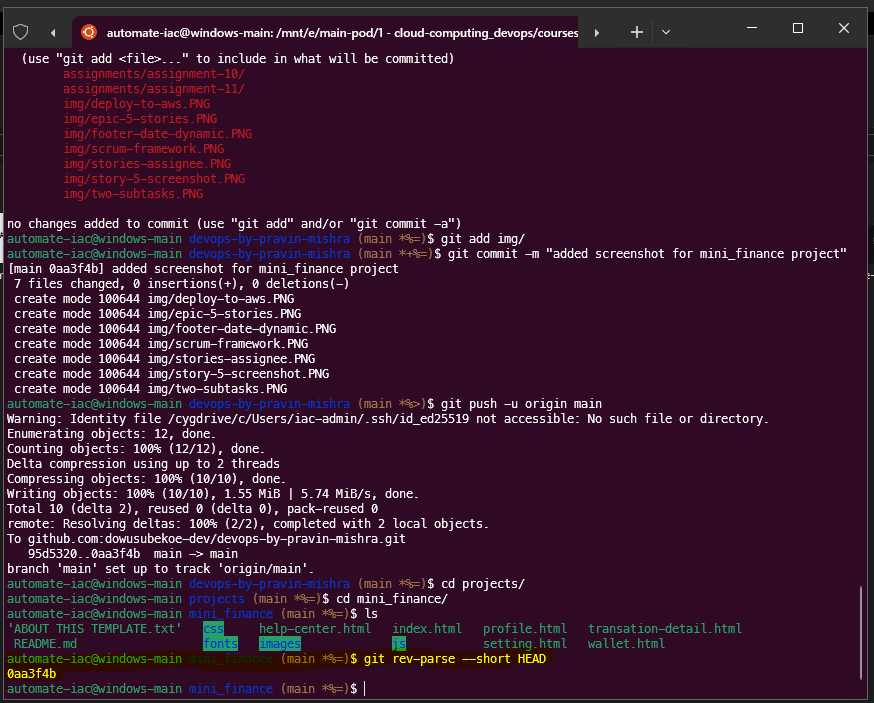 automate-iac@windows-main: /mnt/e/main-pod/1 - cloud-computing_devops/courses
(use "git add <file>..." to include in what will be committed)
assignments/assignment-10/
assignments/assignment-11/
img/deploy-to-aws.PNG
img/epic-5-stories.PNG
img/footer-date-dynamic.PNG
img/scrum-framework.PNG
img/stories-assignee.PNG
img/story-5-screenshot.PNG
img/two-subtasks.PNG
no changes added to commit (use "git add" and/or "git commit -a")
automate-iac@windows-main devops-by-pravin-mishra (main *%=)$ git add img/
automate-iac@windows-main devops-by-pravin-mishra (main *+%=)$ git commit -m "added screenshot for mini_finance project"
[main 0aa3f4b] added screenshot for mini_finance project
7 files changed, 0 insertions(+), 0 deletions(-)
create mode 100644 img/deploy-to-aws.PNG
create mode 100644 img/epic-5-stories.PNG
create mode 100644 img/footer-date-dynamic.PNG
create mode 100644 img/scrum-framework.PNG
create mode 100644 img/stories-assignee.PNG
create mode 100644 img/story-5-screenshot.PNG
create mode 100644 img/two-subtasks.PNG
automate-iac@windows-main devops-by-pravin-mishra (main *%>)$ git push -u origin main
Warning: Identity file /cygdrive/c/Users/iac-admin/.ssh/id_ed25519 not accessible: No such file or directory.
Enumerating objects: 12, done.
Counting objects: 100% (12/12), done.
Delta compression using up to 2 threads
Compressing objects: 100% (10/10), done.
Writing objects: 100% (10/10), 1.55 MiB | 5.74 MiB/s, done.
Total 10 (delta 2), reused 0 (delta 0), pack-reused 0
remote: Resolving deltas: 100% (2/2), completed with 2 local objects.
To github.com:dowusubekoe-dev/devops-by-pravin-mishra.git
95d5320..0aa3f4b  main -> main
branch 'main' set up to track 'origin/main'.
automate-iac@windows-main devops-by-pravin-mishra (main *%=)$ cd projects/
automate-iac@windows-main projects (main *%=)$ cd mini_finance/
automate-iac@windows-main mini_finance (main *%=)$ ls
'ABOUT THIS TEMPLATE.txt' css help-center.html index.html profile.html transation-detail.html
README.md fonts images js setting.html wallet.html
automate-iac@windows-main mini_finance (main *%=)$ git rev-parse --short HEAD
0aa3f4b
automate-iac@windows-main mini_finance (main *%=)$